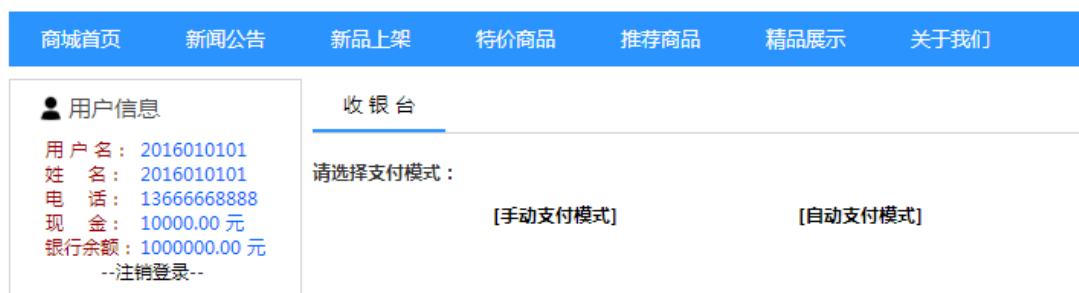 商城首页 新闻公告 新品上架 特价商品 推荐商品 精品展示 关于我们
用户信息
用 户 名： 2016010101
姓 名： 2016010101
电 话： 13666668888
现 金： 10000.00 元
银行余额： 1000000.00 元
--注销登录--
收 银 台
请选择支付模式：
[手动支付模式] [自动支付模式]